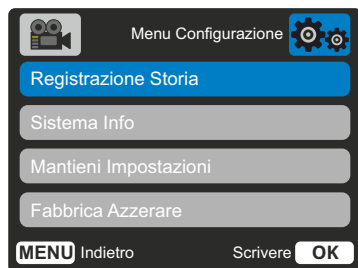 Menu Configurazione
Registrazione Storia
Sistema Info
Mantieni Impostazioni
Fabbrica Azzerare
MENU Indietro Scrivere OK